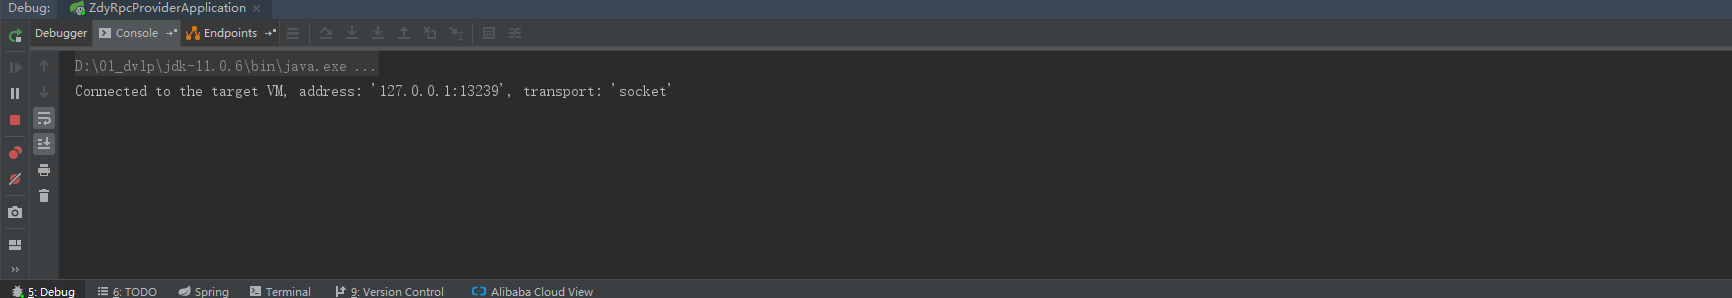 Debug: ZdyRpcProviderApplication
Debugger Console Endpoints
D:\01_dvlp\jdk-11.0.6\bin\java.exe ...
Connected to the target VM, address: '127.0.0.1:13239', transport: 'socket'
5: Debug 6: TODO Spring Terminal 9: Version Control Alibaba Cloud View